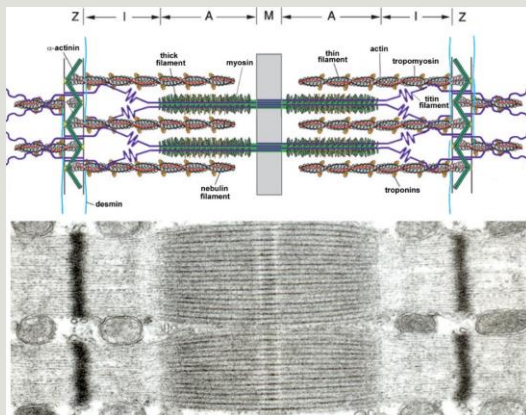 Z I A M A I Z
α-actinin
thick filament
myosin
thin filament
actin
tropomyosin
titin filament
nebulin filament
troponins
desmin